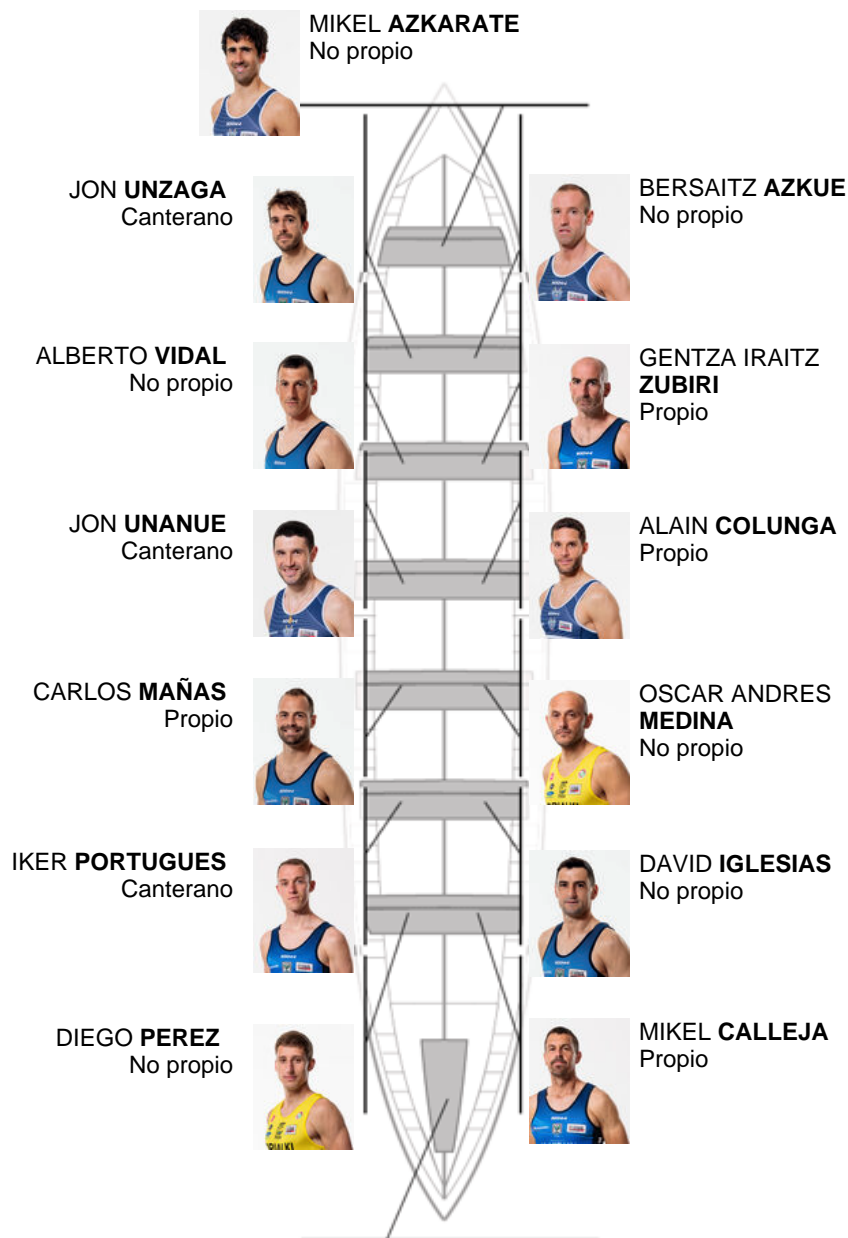 MIKEL AZKARATE
No propio
JON UNZAGA
Canterano
BERSAITZ AZKUE
No propio
ALBERTO VIDAL
No propio
GENTZA IRAITZ
ZUBIRI
Propio
JON UNANUE
Canterano
ALAIN COLUNGA
Propio
CARLOS MAÑAS
Propio
OSCAR ANDRES
MEDINA
No propio
IKER PORTUGUES
Canterano
DAVID IGLESIAS
No propio
DIEGO PEREZ
No propio
MIKEL CALLEJA
Propio